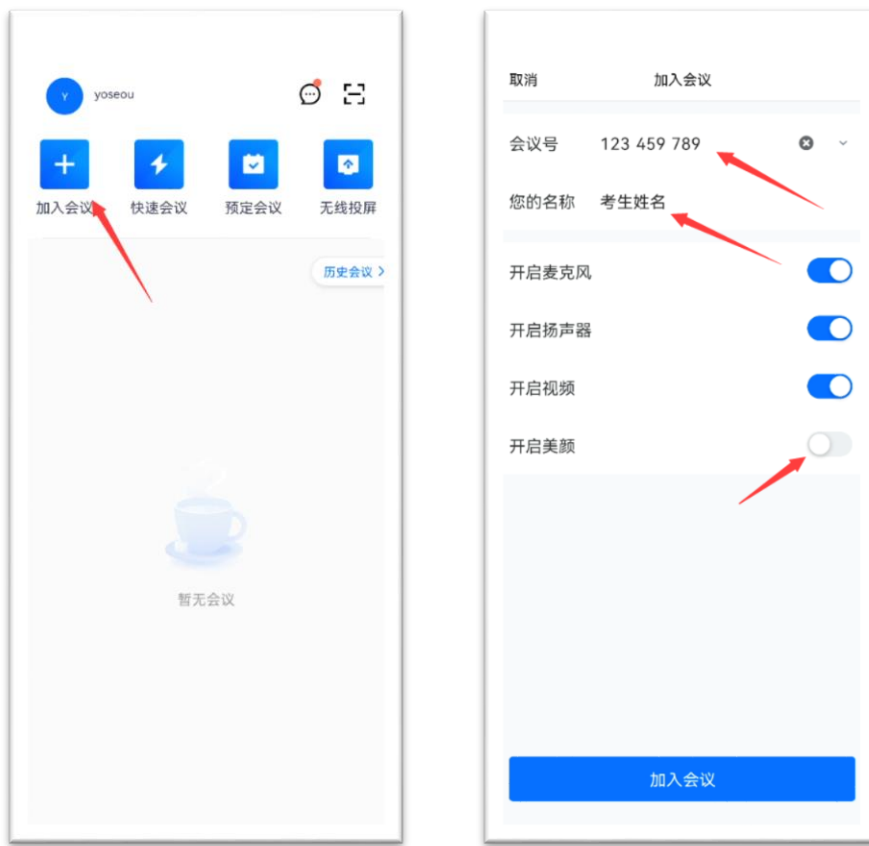 Y yoseou
加入会议 快速会议 预定会议 无线投屏
历史会议
暂无会议
取消 加入会议
会议号 123 459 789
您的名称 考生姓名
开启麦克风
开启扬声器
开启视频
开启美颜
加入会议